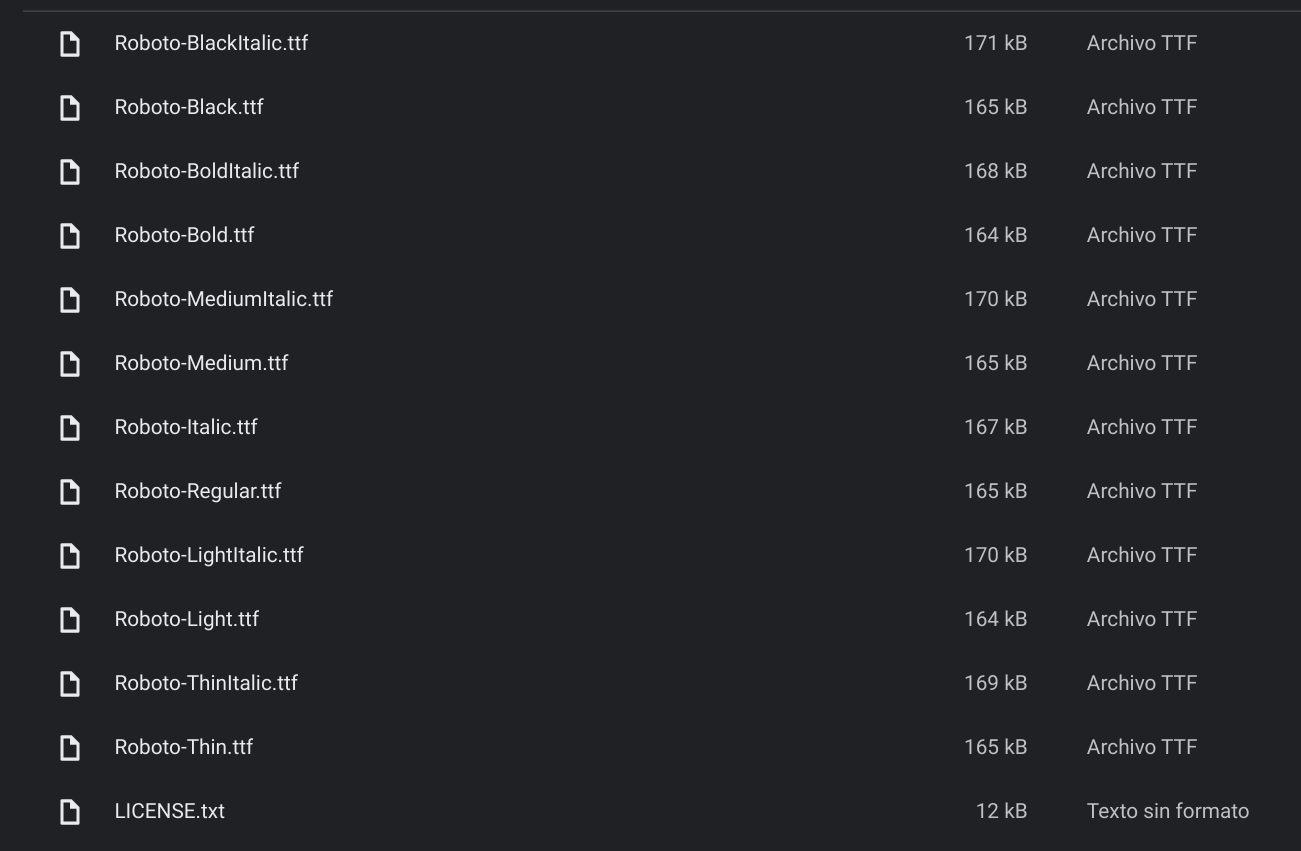 Roboto-BlackItalic.ttf 171 kB Archivo TTF
Roboto-Black.ttf 165 kB Archivo TTF
Roboto-BoldItalic.ttf 168 kB Archivo TTF
Roboto-Bold.ttf 164 kB Archivo TTF
Roboto-MediumItalic.ttf 170 kB Archivo TTF
Roboto-Medium.ttf 165 kB Archivo TTF
Roboto-Italic.ttf 167 kB Archivo TTF
Roboto-Regular.ttf 165 kB Archivo TTF
Roboto-LightItalic.ttf 170 kB Archivo TTF
Roboto-Light.ttf 164 kB Archivo TTF
Roboto-ThinItalic.ttf 169 kB Archivo TTF
Roboto-Thin.ttf 165 kB Archivo TTF
LICENSE.txt 12 kB Texto sin formato